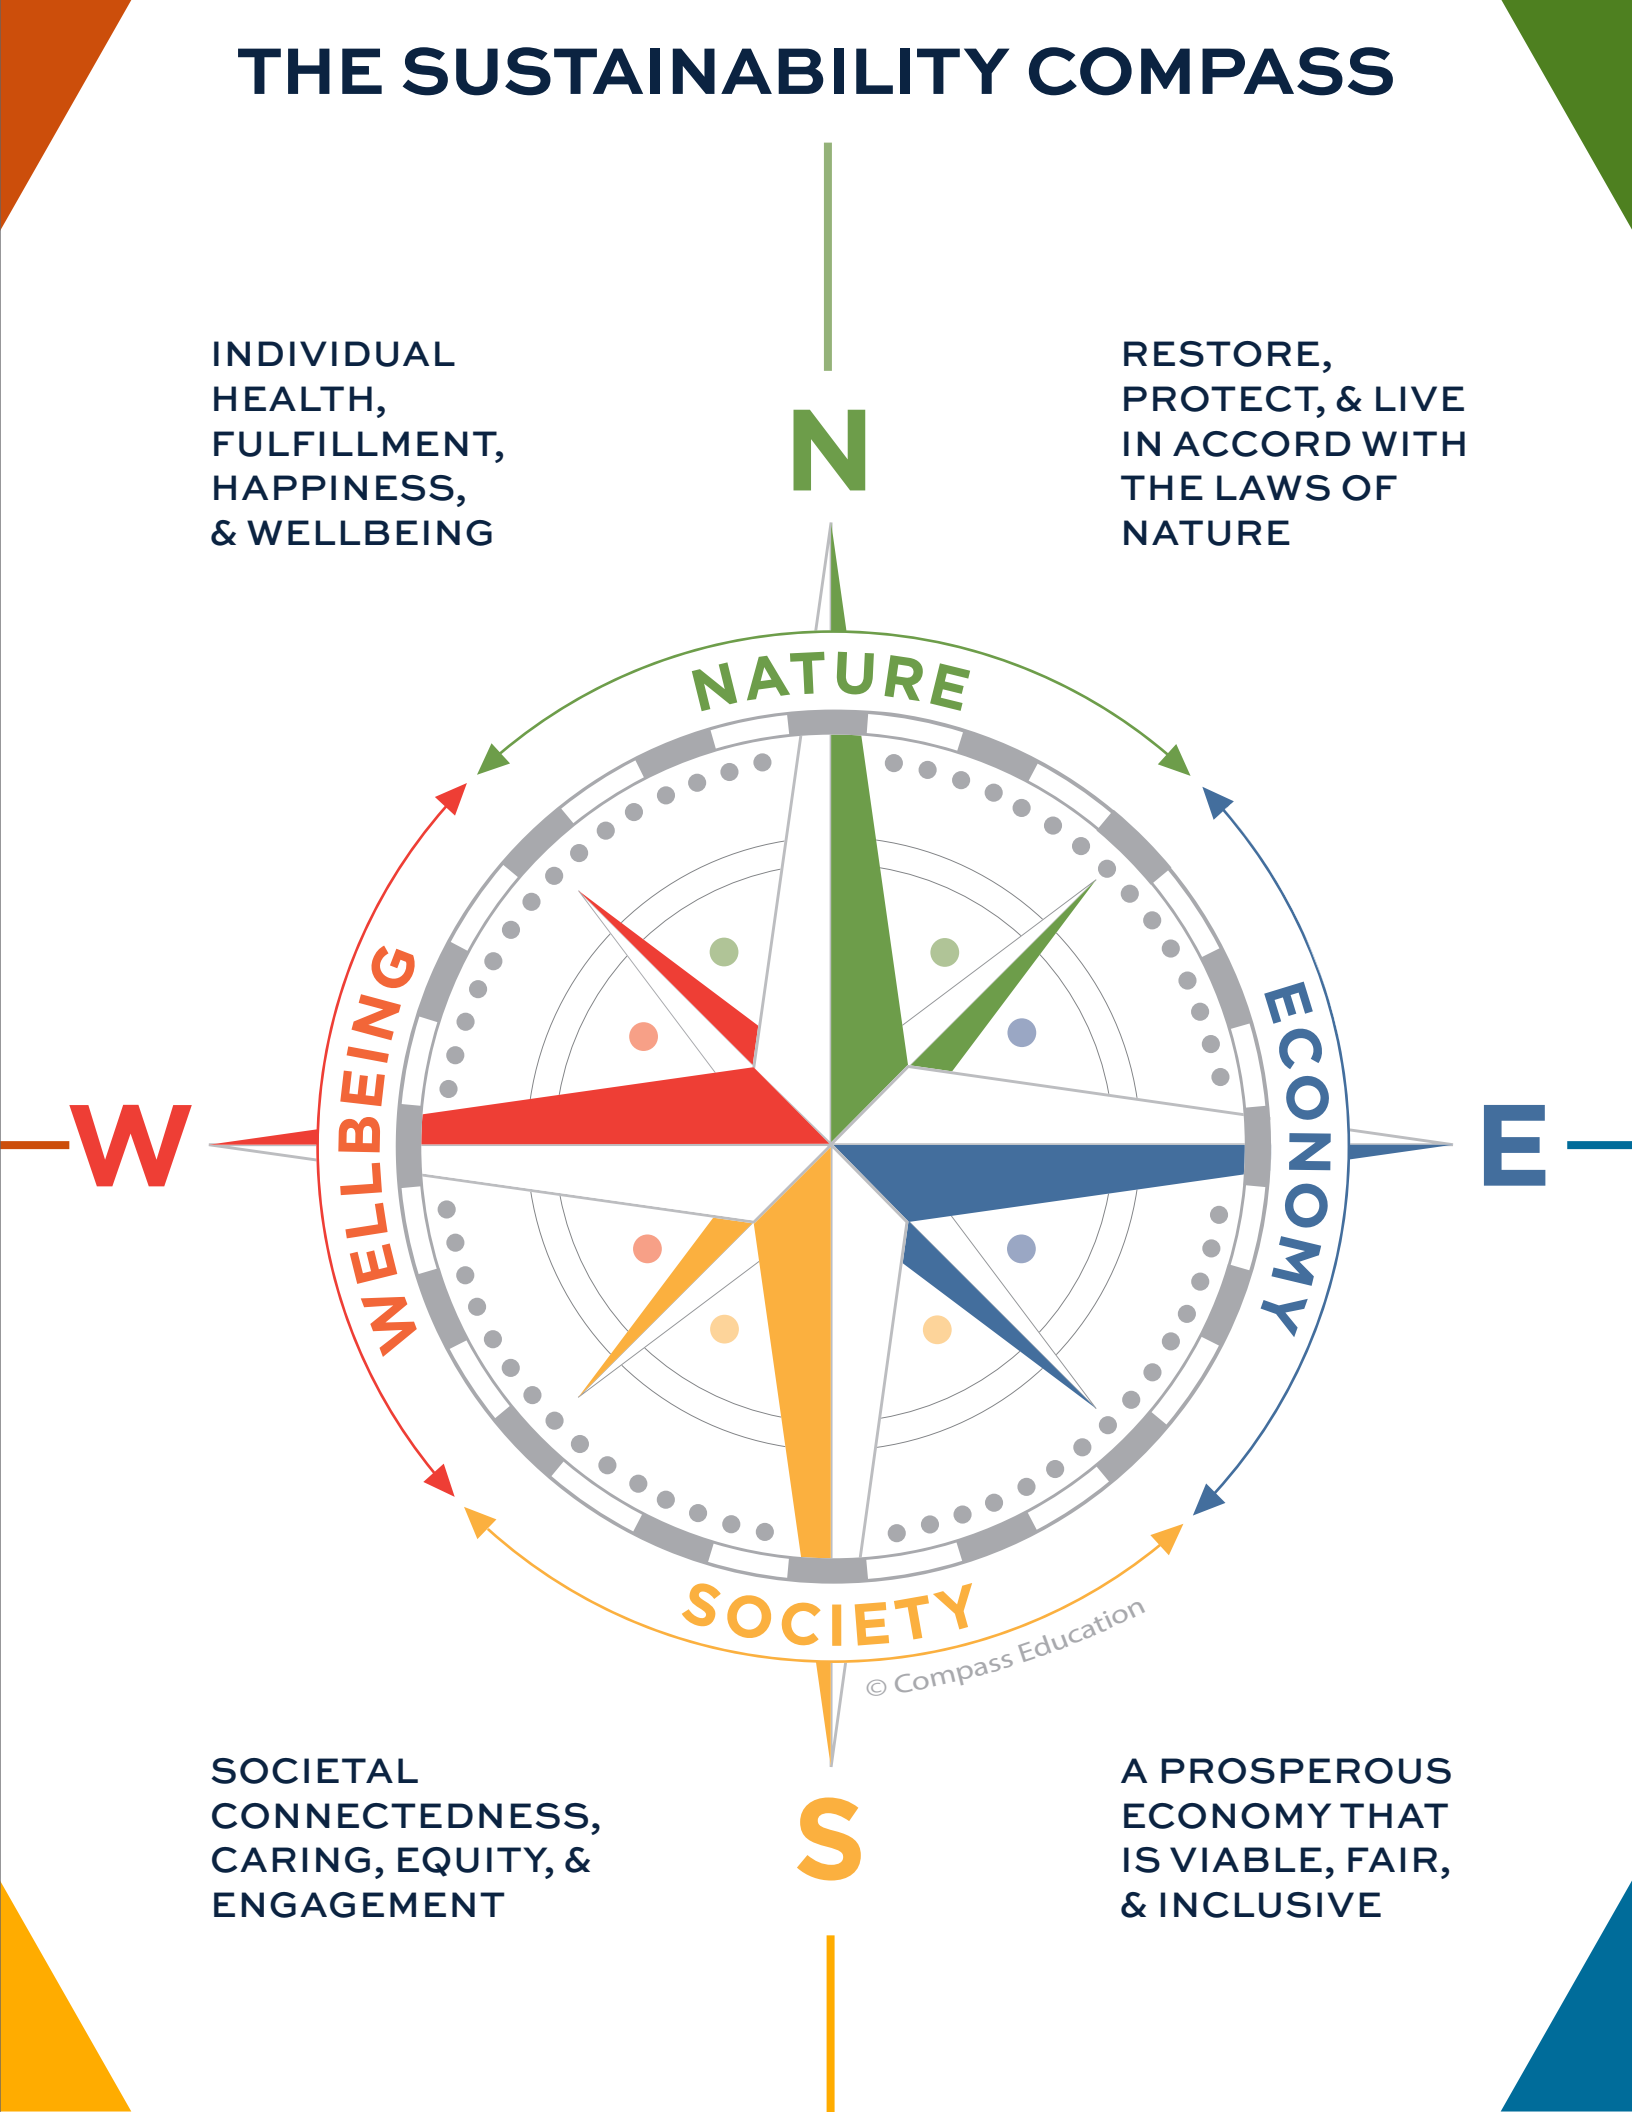 THE SUSTAINABILITY COMPASS
INDIVIDUAL
HEALTH,
FULFILLMENT,
HAPPINESS,
& WELLBEING
RESTORE,
PROTECT, & LIVE
IN ACCORD WITH
THE LAWS OF
NATURE
N
NATURE
W
WELLBEING
ECONOMY
E
SOCIETY
© Compass Education
S
SOCIETAL
CONNECTEDNESS,
CARING, EQUITY, &
ENGAGEMENT
A PROSPEROUS
ECONOMY THAT
IS VIABLE, FAIR,
& INCLUSIVE